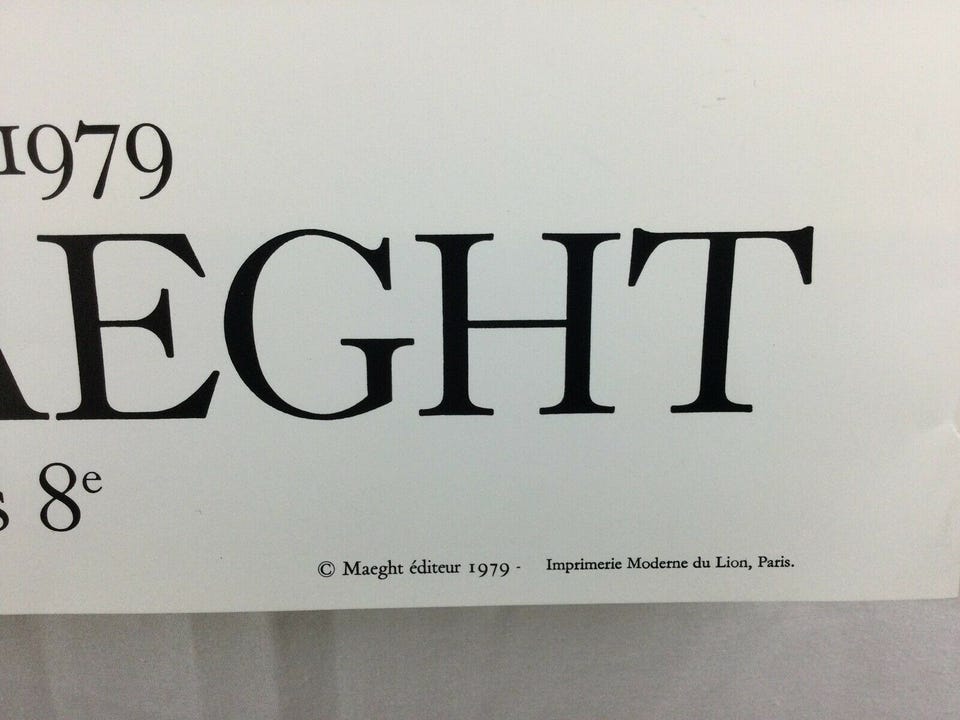 1979
AEGHT
s 8e
© Maeght éditeur 1979 - Imprimerie Moderne du Lion, Paris.